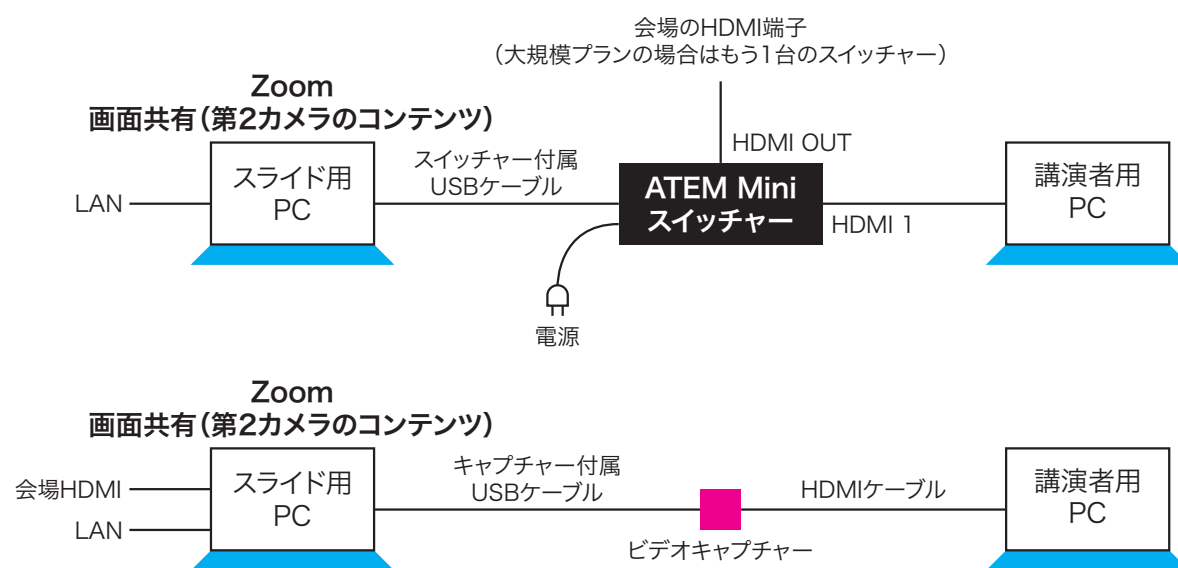 会場のHDMI端子
（大規模プランの場合はもう1台のスイッチャー）
Zoom
画面共有（第2カメラのコンテンツ）
HDMI OUT
スライド用
PC
スイッチャー付属
USBケーブル
ATEM Mini
スイッチャー
講演者用
PC
LAN
HDMI 1
電源
Zoom
画面共有（第2カメラのコンテンツ）
会場HDMI
LAN
スライド用
PC
キャプチャー付属
USBケーブル
HDMIケーブル
講演者用
PC
ビデオキャプチャー